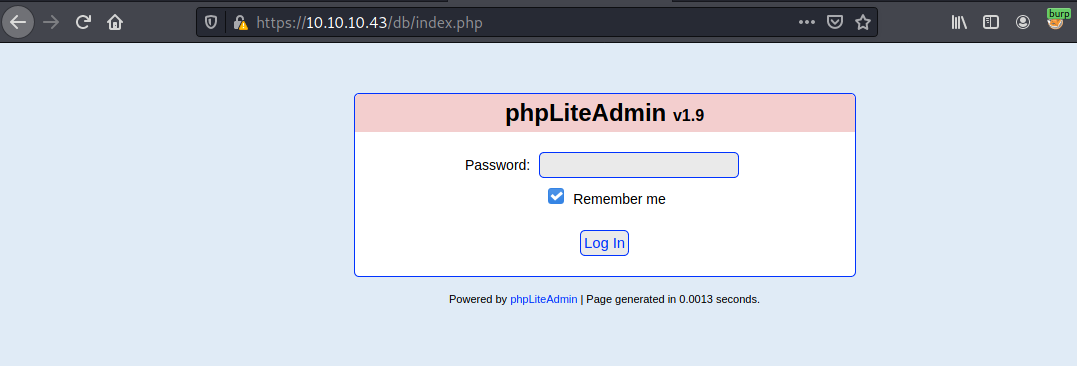 https://10.10.10.43/db/index.php
burp
phpLiteAdmin v1.9
Password:
Remember me
Log In
Powered by phpLiteAdmin | Page generated in 0.0013 seconds.